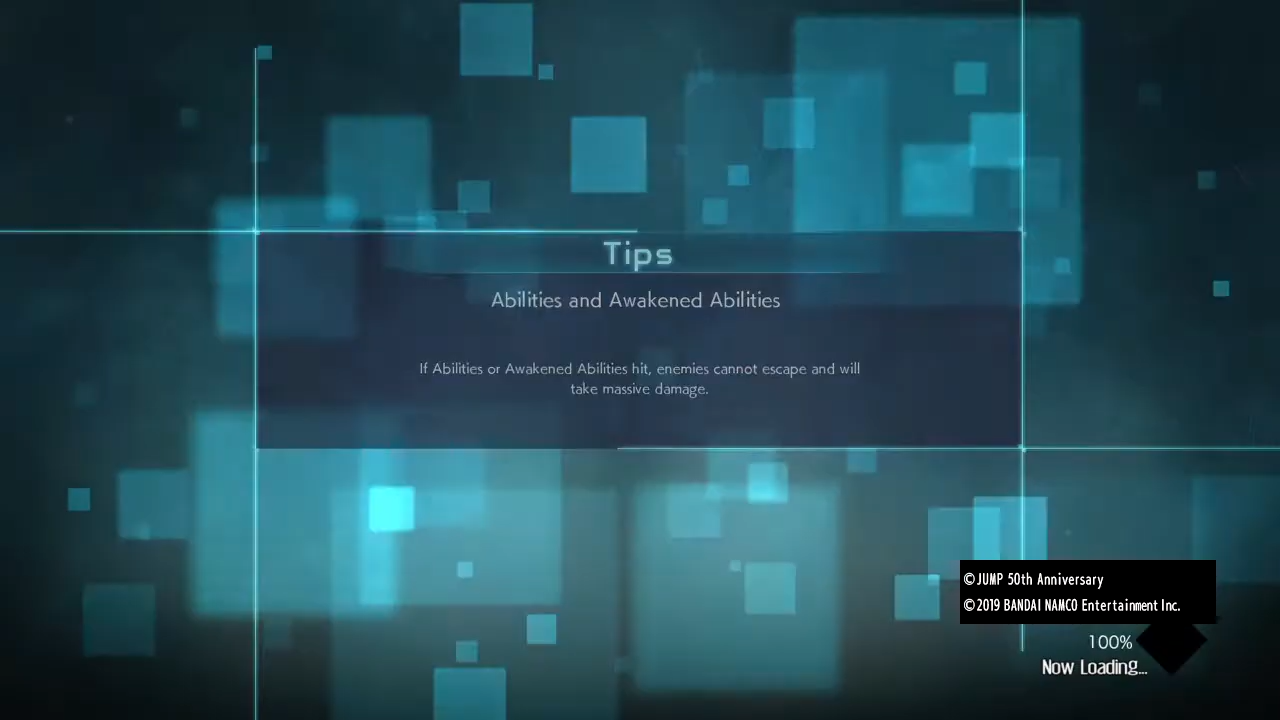 Tips
Abilities and Awakened Abilities
If Abilities or Awakened Abilities hit, enemies cannot escape and will
take massive damage.
©JUMP 50th Anniversary
©2019 BANDAI NAMCO Entertainment Inc.
100%
Now Loading...